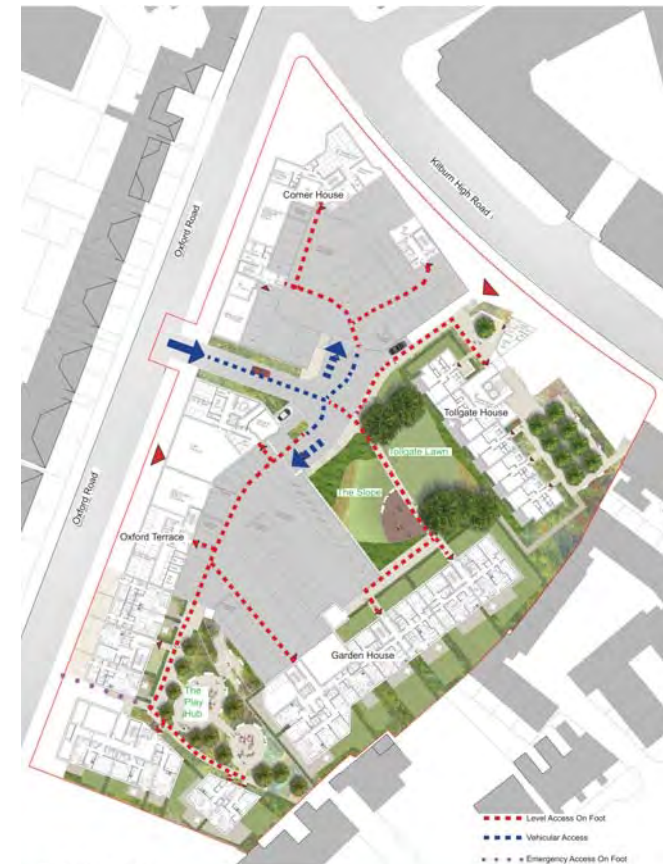 Oxford Road
Kilburn High Road
Corner House
Tollgate House
Tollgate Lawn
The Slope
Oxford Road
Oxford Terrace
Garden House
The
Play
Hub
Level Access On Foot
Vehicular Access
Emergency Access On Foot